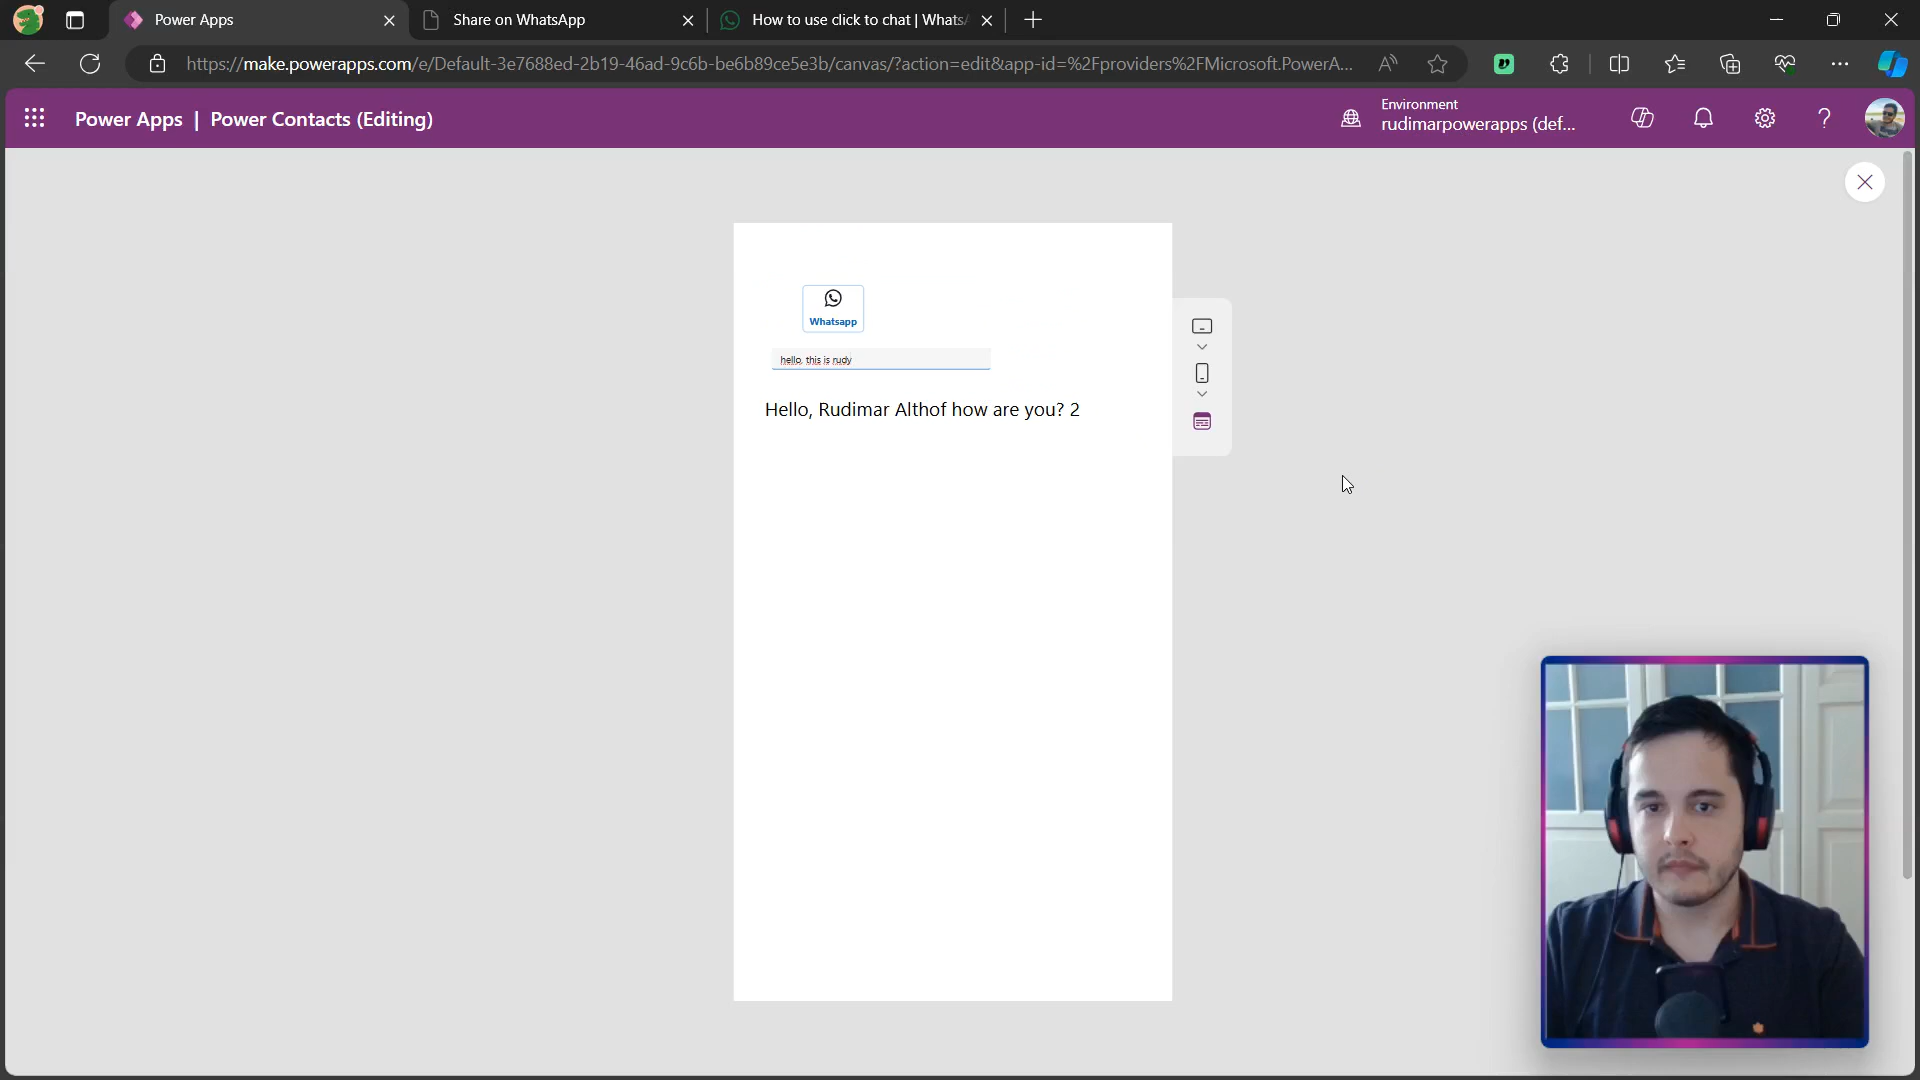 Power Apps
Share on WhatsApp
How to use click to chat | Whats
https://make.powerapps.com/e/Default-3e7688ed-2b19-46ad-9c6b-be6b89ce5e3b/canvas/?action=edit&app-id=%2Fproviders%2FMicrosoft.PowerA...
Power Apps | Power Contacts (Editing)
Environment
rudimarpowerapps (def...
Whatsapp
hello, this is rudy
Hello, Rudimar Althof how are you? 2